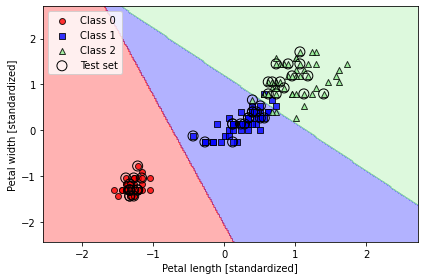 Class 0
Class 1
Class 2
Test set
2
1
0
−1
−2
Petal width [standardized]
−2 −1 0 1 2
Petal length [standardized]